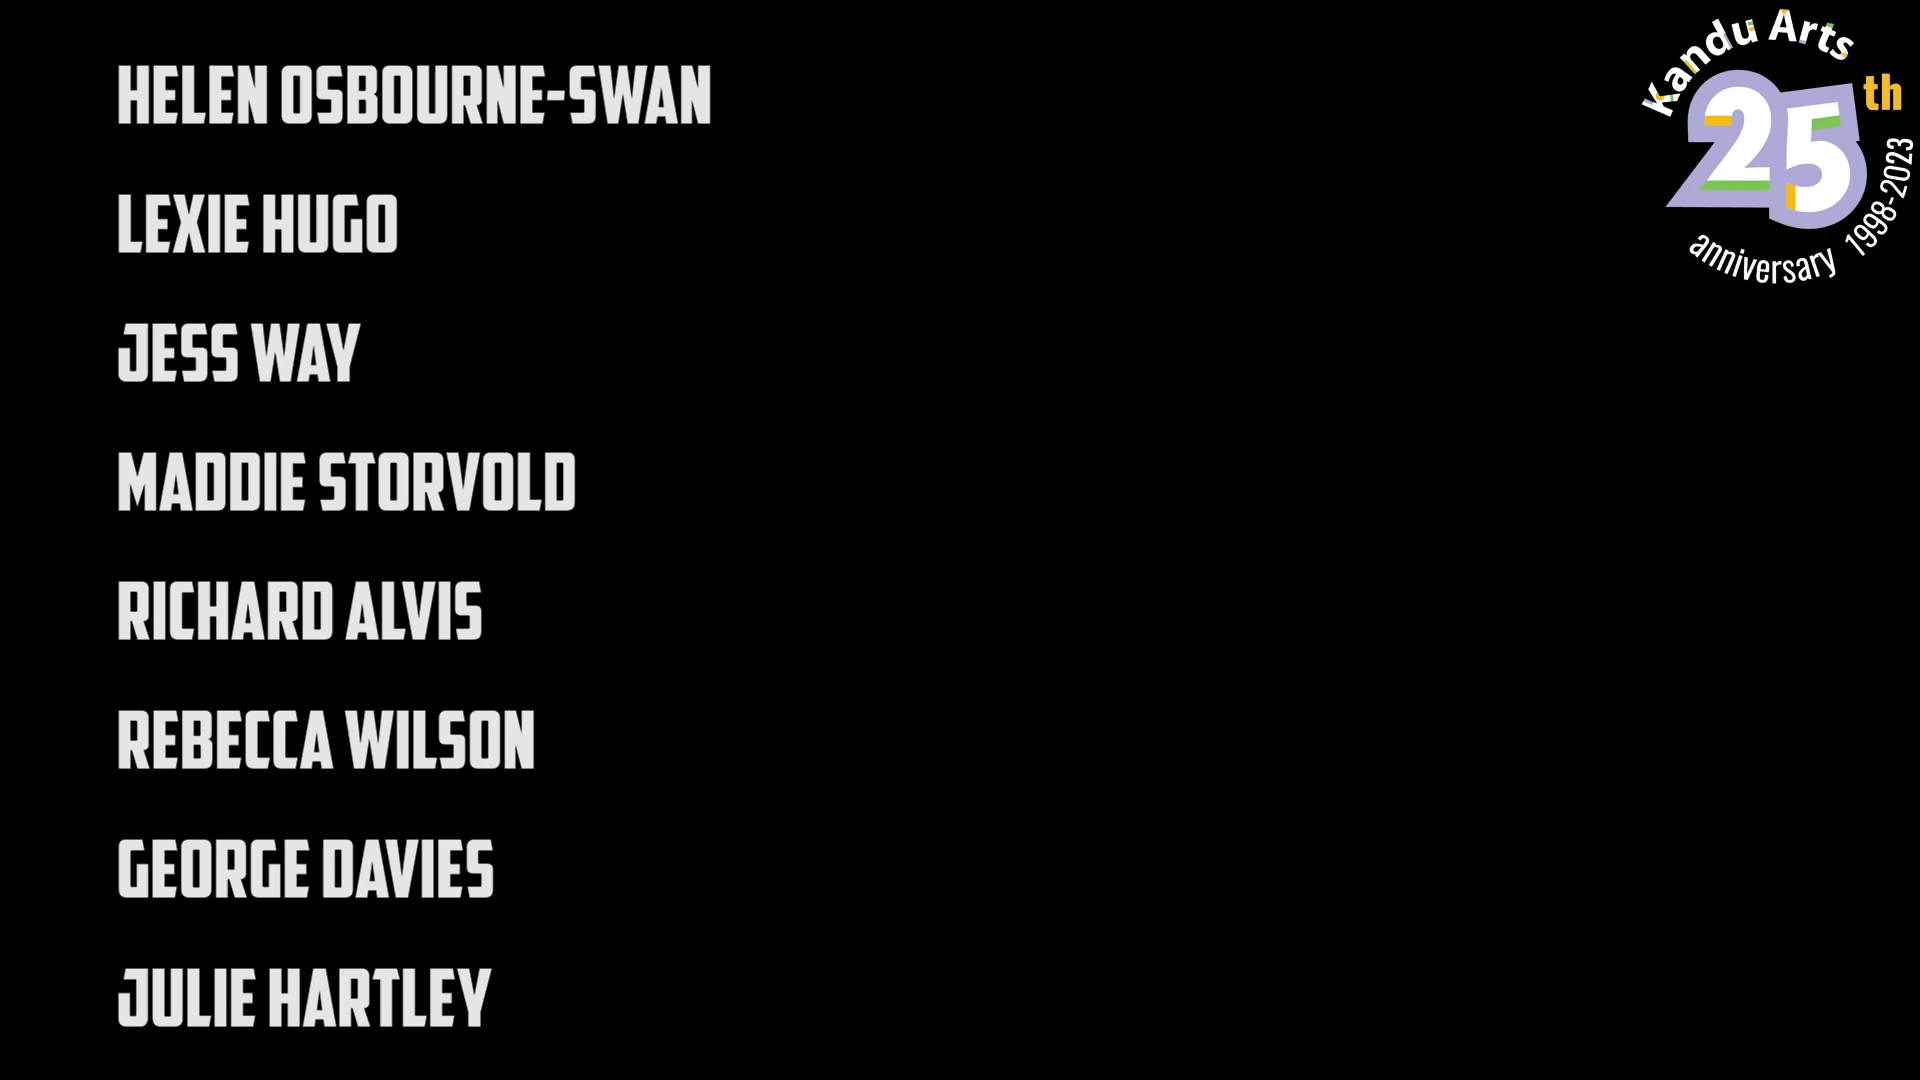 HELEN OSBOURNE-SWAN
LEXIE HUGO
JESS WAY
MADDIE STORVOLD
RICHARD ALVIS
REBECCA WILSON
GEORGE DAVIES
JULIE HARTLEY
Kandu Arts
25th
anniversary 1998-2023